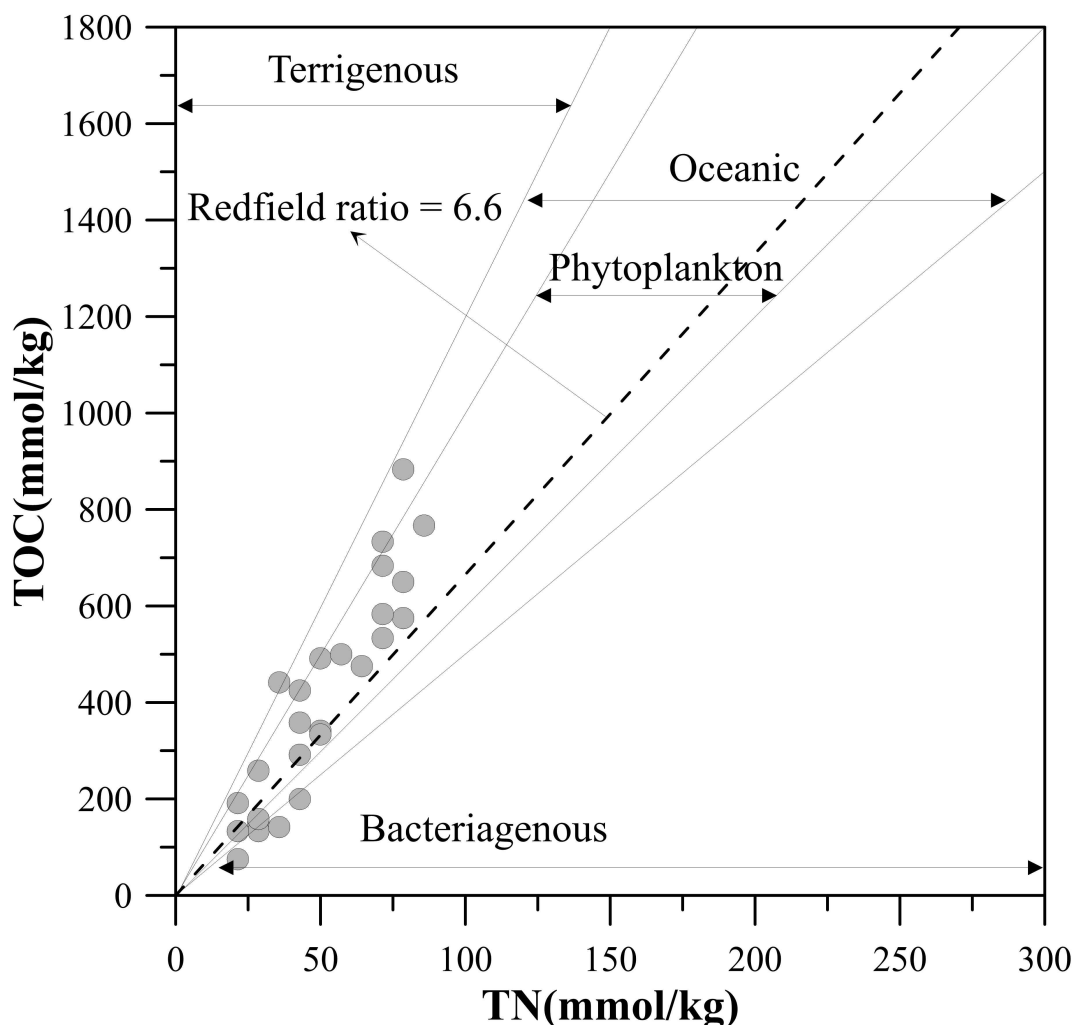 1800
1600
1400
1200
1000
800
600
400
200
0
TOC(mmol/kg)
Terrigenous
Oceanic
Redfield ratio = 6.6
Phytoplankton
Bacteriagenous
0 50 100 150 200 250 300
TN(mmol/kg)